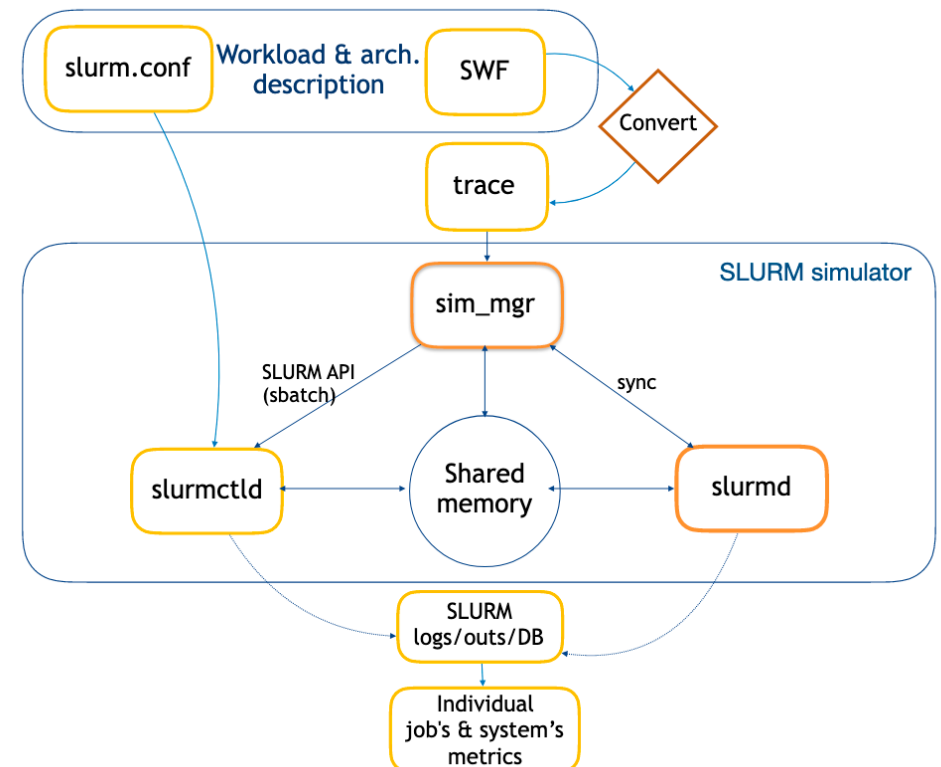 slurm.conf
Workload & arch.
description
SWF
Convert
trace
SLURM simulator
sim_mgr
SLURM API
(sbatch)
sync
slurmctld
Shared
memory
slurmd
SLURM
logs/outs/DB
Individual
job's & system’s
metrics